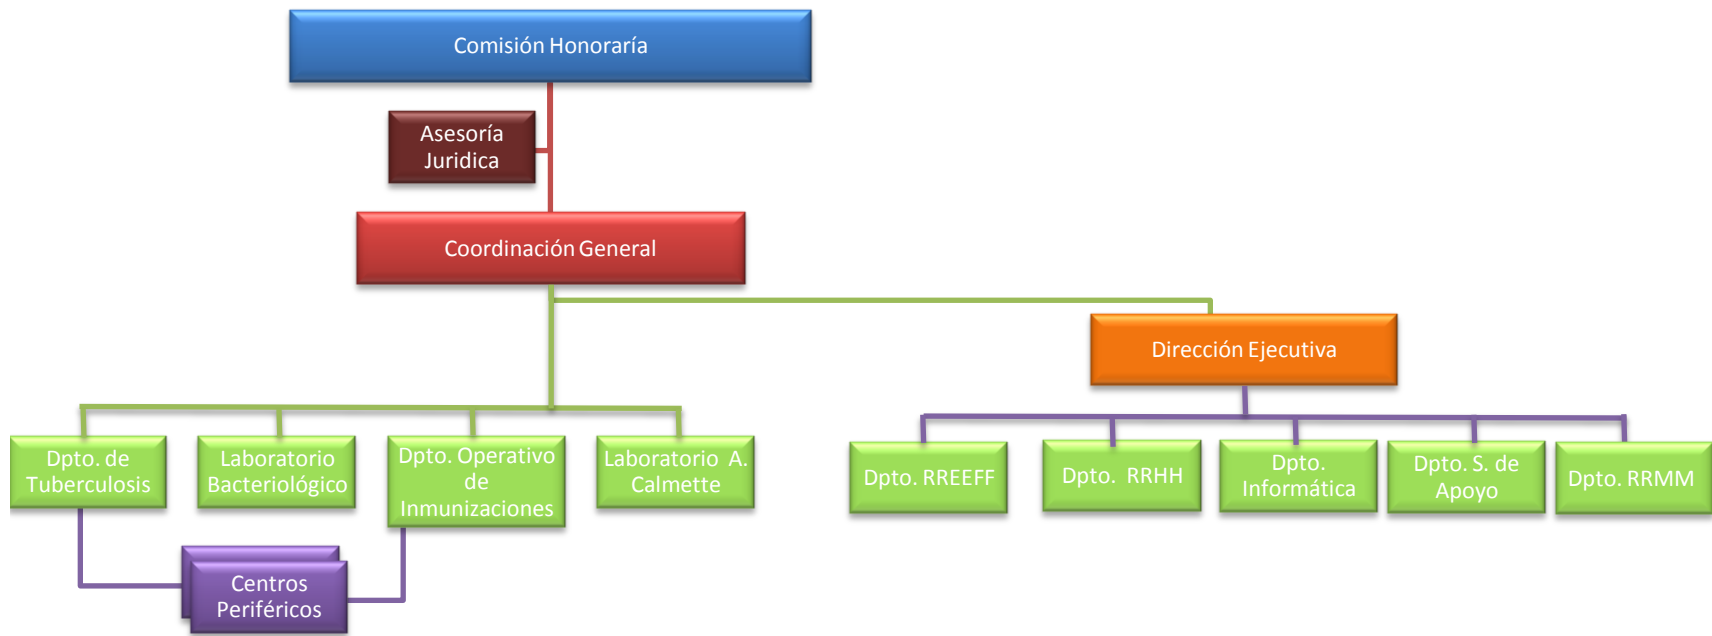 Comisión Honoraría
Asesoría
Juridica
Coordinación General
Dirección Ejecutiva
Dpto. de
Tuberculosis
Laboratorio
Bacteriológico
Dpto. Operativo
de
Inmunizaciones
Laboratorio A.
Calmette
Dpto. RREEFF
Dpto. RRHH
Dpto.
Informática
Dpto. S. de
Apoyo
Dpto. RRMM
Centros
Periféricos